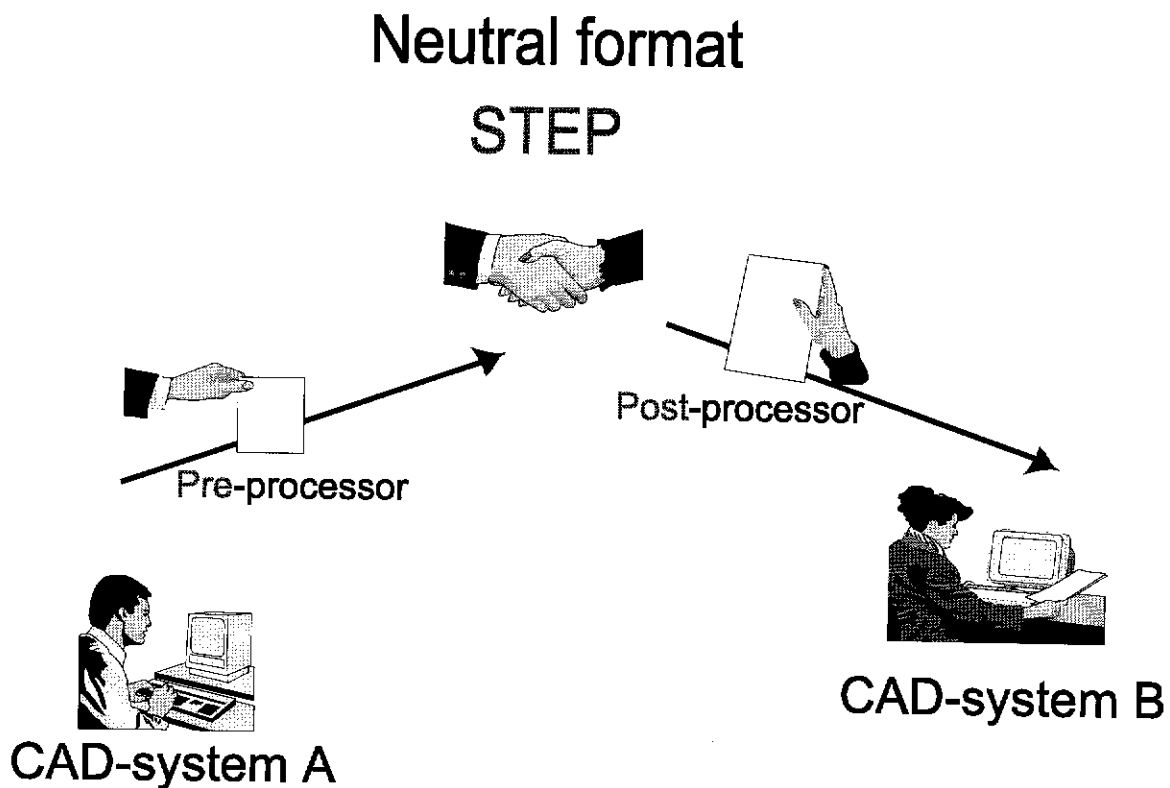 Neutral format
STEP
Post-processor
Pre-processor
CAD-system B
CAD-system A